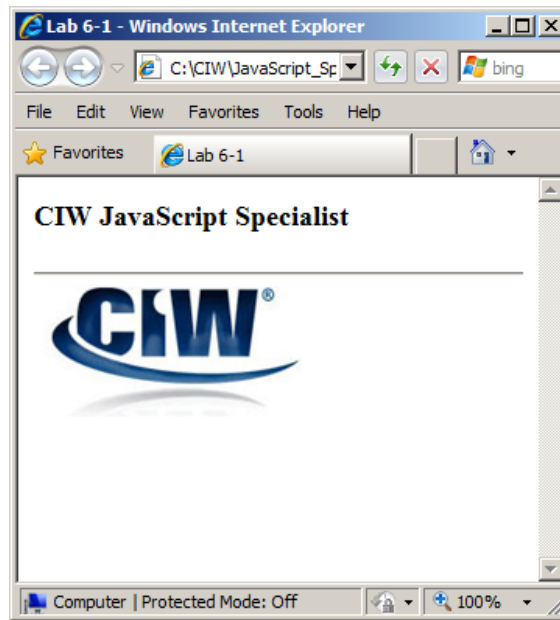 Lab 6-1 - Windows Internet Explorer
C:\CIW\JavaScript_Sp bing
File Edit View Favorites Tools Help
Favorites Lab 6-1
CIW JavaScript Specialist
CIW®
Computer | Protected Mode: Off 100%